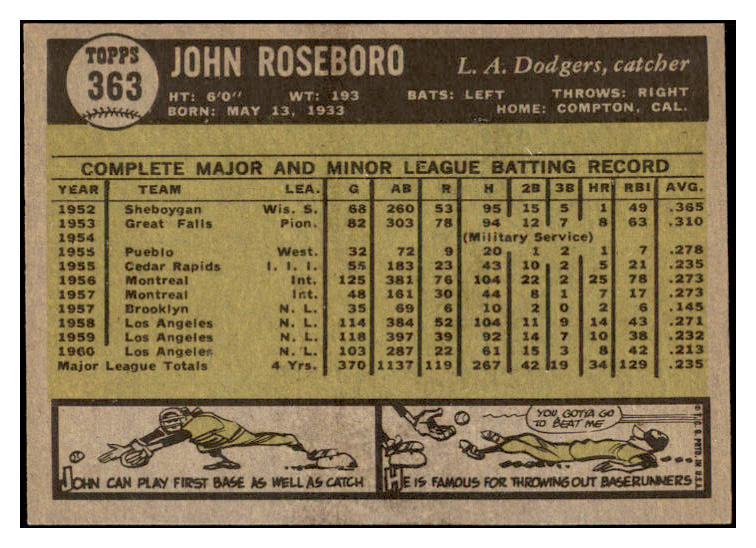 TOPPS
363
JOHN ROSEBORO
L. A. Dodgers, catcher
HT: 6'0" WT: 193 BATS: LEFT THROWS: RIGHT
BORN: MAY 13, 1933 HOME: COMPTON, CAL.
COMPLETE MAJOR AND MINOR LEAGUE BATTING RECORD
YEAR TEAM LEA. G AB R H 2B 3B HR RBI AVG.
1952 Sheboygan Wis. S. 68 260 53 95 15 5 1 49 .365
1953 Great Falls Pion. 82 303 78 94 12 7 8 63 .310
1954 (Military Service)
1955 Pueblo West. 32 72 9 20 1 2 1 7 .278
1955 Cedar Rapids I. I. I. 55 183 23 43 10 2 5 21 .235
1956 Montreal Int. 125 381 76 104 22 2 25 78 .273
1957 Montreal Int. 48 161 30 44 8 1 7 17 .273
1957 Brooklyn N. L. 35 69 6 10 2 0 2 6 .145
1958 Los Angeles N. L. 114 384 52 104 11 9 14 43 .271
1959 Los Angeles N. L. 118 397 39 92 14 7 10 38 .232
1960 Los Angeles N. L. 103 287 22 61 15 3 8 42 .213
Major League Totals 4 Yrs. 370 1137 119 267 42 19 34 129 .235
JOHN CAN PLAY FIRST BASE AS WELL AS CATCH
YOU GOTTA GO
TO BEAT ME
HE IS FAMOUS FOR THROWING OUT BASERUNNERS
© T.C.G. PRTD. IN U.S.A.